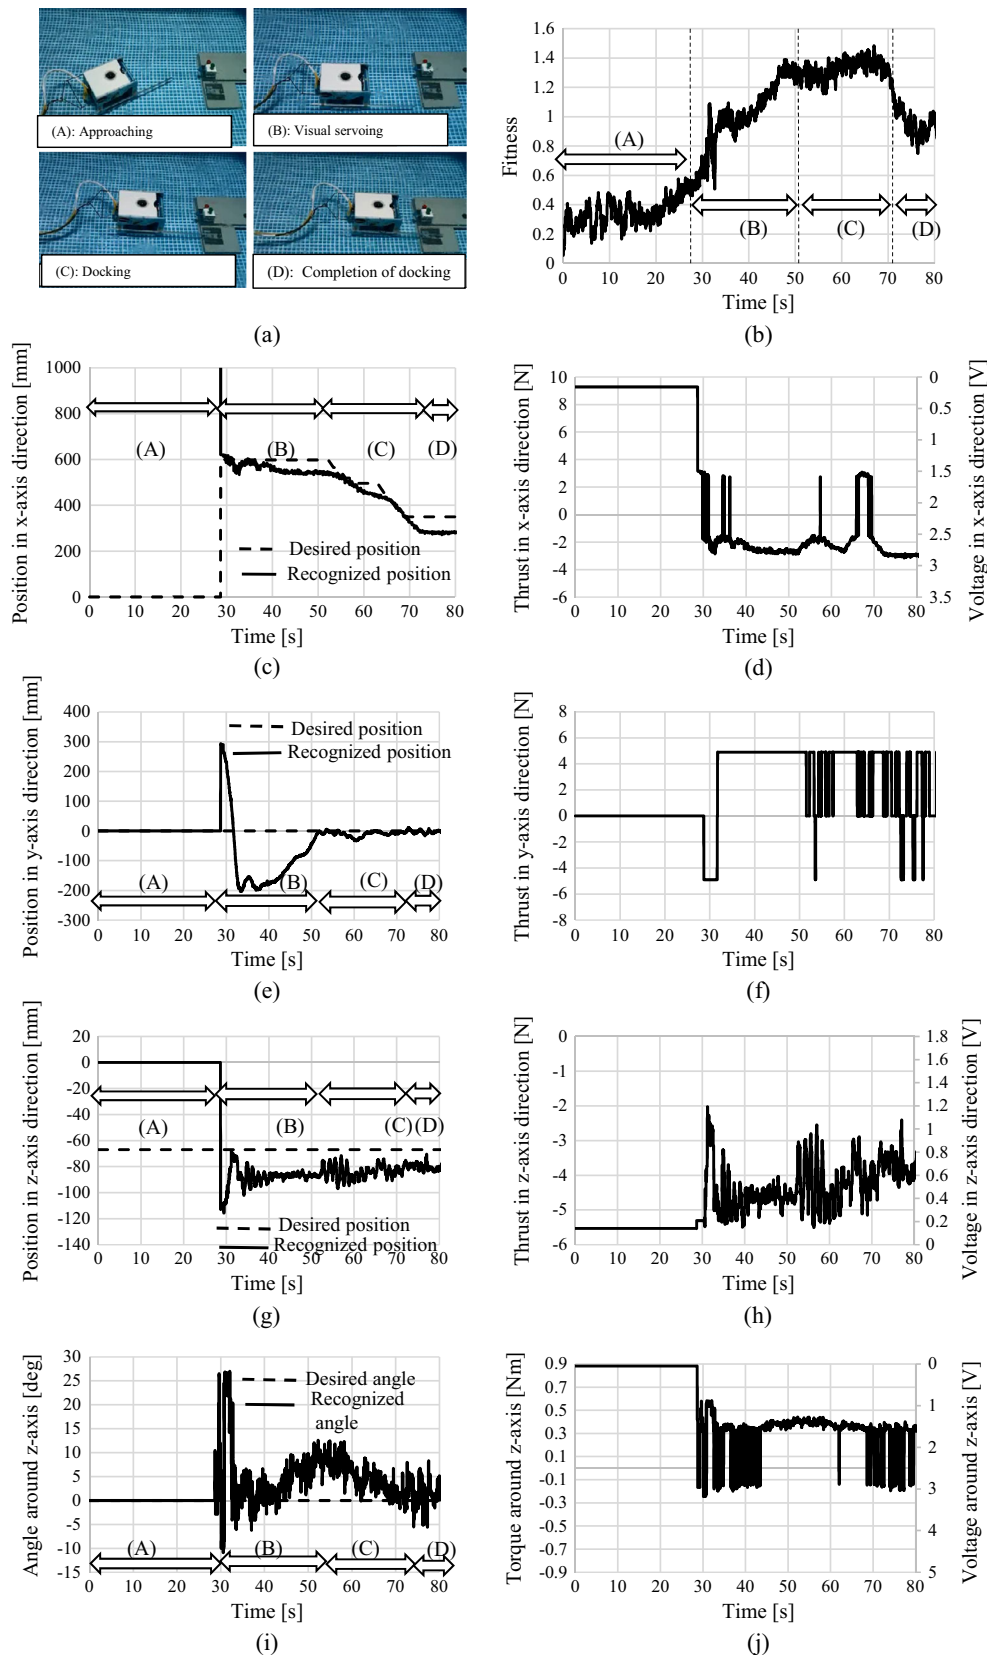 (A): Approaching
(B): Visual servoing
(C): Docking
(D): Completion of docking
(a)
Fitness
1.6
1.4
1.2
1
0.8
0.6
0.4
0.2
0
(A)
(B)
(C)
(D)
0 10 20 30 40 50 60 70 80
Time [s]
(b)
Position in x-axis direction [mm]
1000
800
600
400
200
0
(A)
(B)
(C)
(D)
Desired position
Recognized position
0 10 20 30 40 50 60 70 80
Time [s]
(c)
Thrust in x-axis direction [N]
10
8
6
4
2
0
-2
-4
-6
0 10 20 30 40 50 60 70 80
Time [s]
0
0.5
1
1.5
2
2.5
3
3.5
Voltage in x-axis direction [V]
(d)
Position in y-axis direction [mm]
400
300
200
100
0
-100
-200
-300
Desired position
Recognized position
(A)
(B)
(C)
(D)
0 10 20 30 40 50 60 70 80
Time [s]
(e)
Thrust in y-axis direction [N]
8
6
4
2
0
-2
-4
-6
-8
0 10 20 30 40 50 60 70 80
Time [s]
(f)
Position in z-axis direction [mm]
20
0
-20
-40
-60
-80
-100
-120
-140
(A)
(B)
(C)
(D)
Desired position
Recognized position
0 10 20 30 40 50 60 70 80
Time [s]
(g)
Thrust in z-axis direction [N]
0
-1
-2
-3
-4
-5
-6
0 10 20 30 40 50 60 70 80
Time [s]
1.8
1.6
1.4
1.2
1
0.8
0.6
0.4
0.2
0
Voltage in z-axis direction [V]
(h)
Angle around z-axis [deg]
30
25
20
15
10
5
0
-5
-10
-15
Desired angle
Recognized
angle
(A)
(B)
(C)
(D)
0 10 20 30 40 50 60 70 80
Time [s]
(i)
Torque around z-axis [Nm]
0.9
0.7
0.5
0.3
0.1
-0.1
-0.3
-0.5
-0.7
-0.9
0 10 20 30 40 50 60 70 80
Time [s]
0
1
2
3
4
5
Voltage around z-axis [V]
(j)